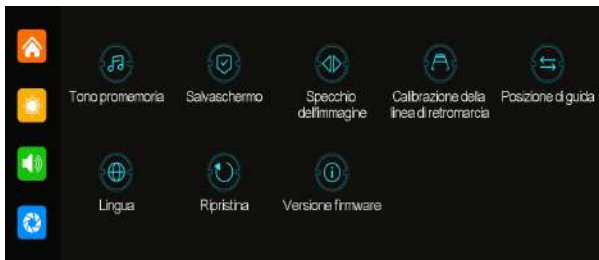 Tono promemoria
Salvaschermo
Specchio
dell'immagine
Calibrazione della
linea di retromarcia
Posizione di guida
Lingua
Ripristina
Versione firmware